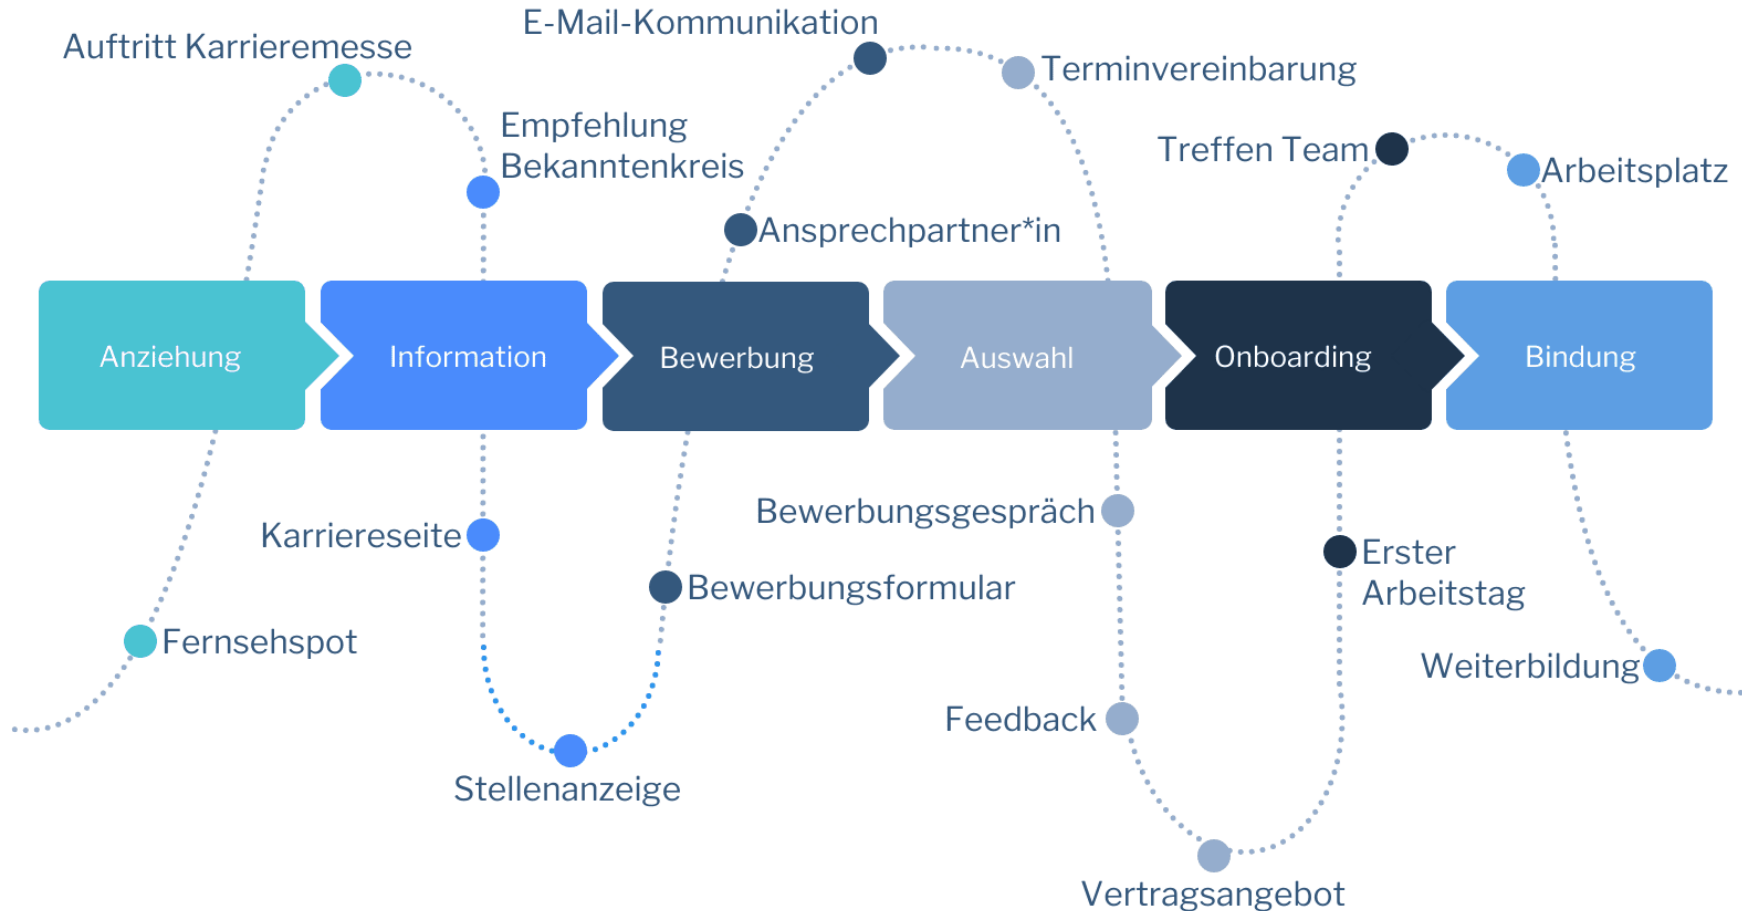 E-Mail-Kommunikation
Auftritt Karrieremesse
Terminvereinbarung
Empfehlung
Bekanntenkreis
Treffen Team
Arbeitsplatz
Ansprechpartner*in
Anziehung
Information
Bewerbung
Auswahl
Onboarding
Bindung
Bewerbungsgespräch
Karriereseite
Erster
Arbeitstag
Bewerbungsformular
Fernsehspot
Weiterbildung
Feedback
Stellenanzeige
Vertragsangebot